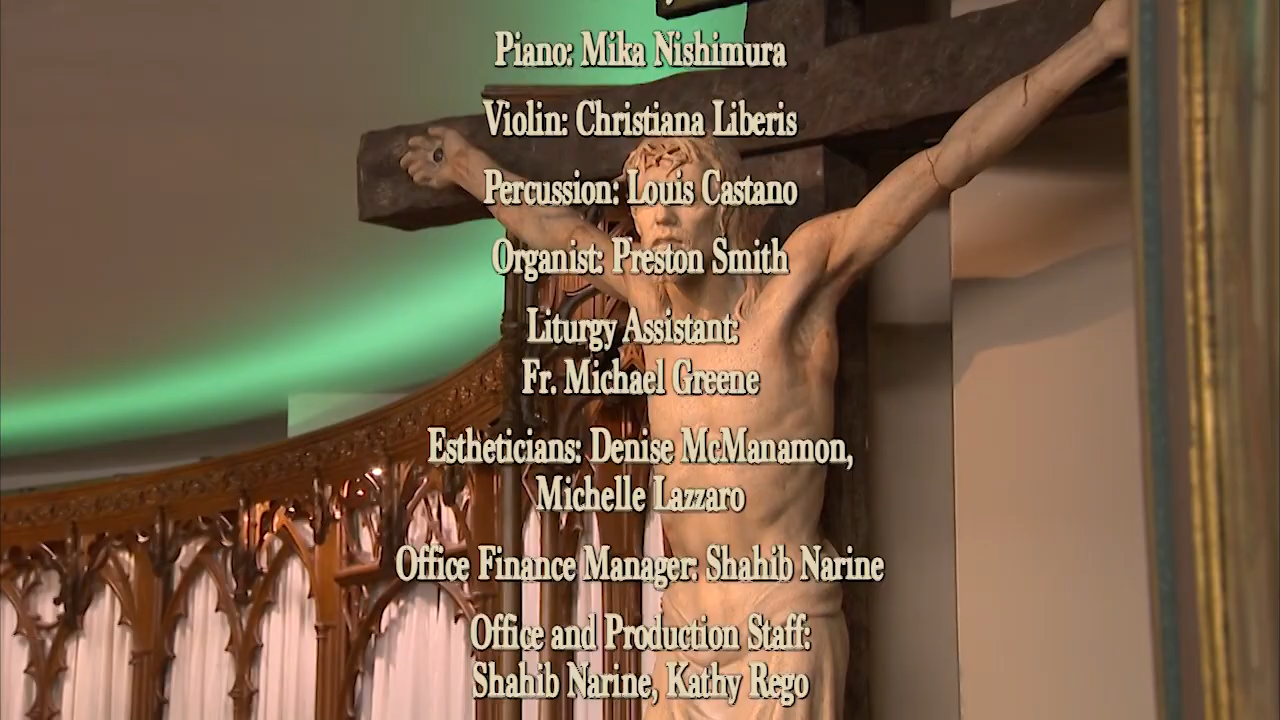 Piano: Mika Nishimura
Violin: Christiana Liberis
Percussion: Louis Castano
Organist: Preston Smith
Liturgy Assistant:
Fr. Michael Greene
Estheticians: Denise McManamon,
Michelle Lazzaro
Office Finance Manager: Shahib Narine
Office and Production Staff:
Shahib Narine, Kathy Rego